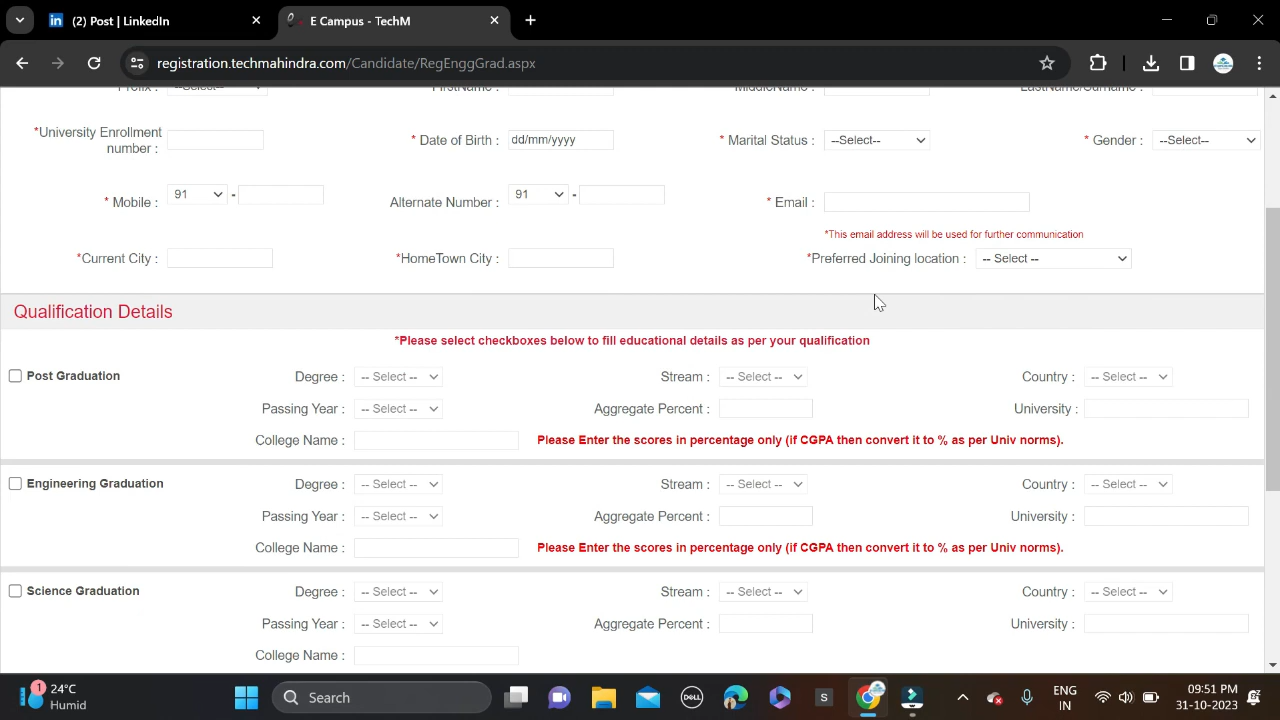 (2) Post | LinkedIn
E Campus - TechM
registration.techmahindra.com/Candidate/RegEnggGrad.aspx
Prefix : --Select-- FirstName : MiddleName : LastName/Surname :
*University Enrollment number : * Date of Birth : dd/mm/yyyy * Marital Status : --Select-- * Gender : --Select--
* Mobile : 91 - Alternate Number : 91 - * Email :
*This email address will be used for further communication
*Current City : *HomeTown City : *Preferred Joining location : -- Select --
Qualification Details
*Please select checkboxes below to fill educational details as per your qualification
Post Graduation Degree : -- Select -- Stream : -- Select -- Country : -- Select --
Passing Year : -- Select -- Aggregate Percent : University :
College Name : Please Enter the scores in percentage only (if CGPA then convert it to % as per Univ norms).
Engineering Graduation Degree : -- Select -- Stream : -- Select -- Country : -- Select --
Passing Year : -- Select -- Aggregate Percent : University :
College Name : Please Enter the scores in percentage only (if CGPA then convert it to % as per Univ norms).
Science Graduation Degree : -- Select -- Stream : -- Select -- Country : -- Select --
Passing Year : -- Select -- Aggregate Percent : University :
College Name :
1 24°C Search DELL S ENG 09:51 PM
Humid IN 31-10-2023